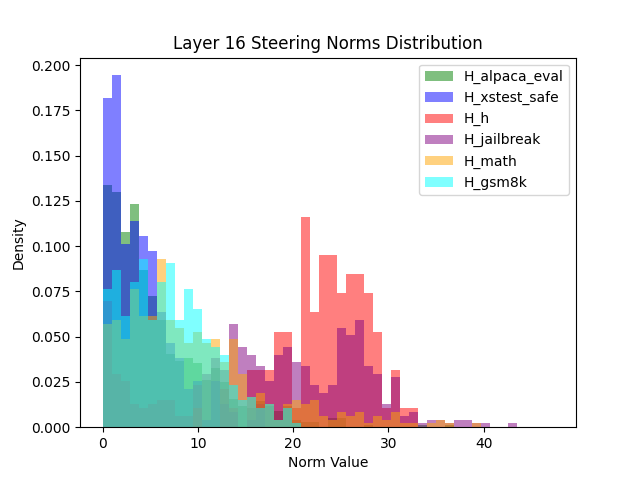 Layer 16 Steering Norms Distribution
0.200
0.175
0.150
0.125
0.100
0.075
0.050
0.025
0.000
Density
H_alpaca_eval
H_xstest_safe
H_h
H_jailbreak
H_math
H_gsm8k
0 10 20 30 40
Norm Value